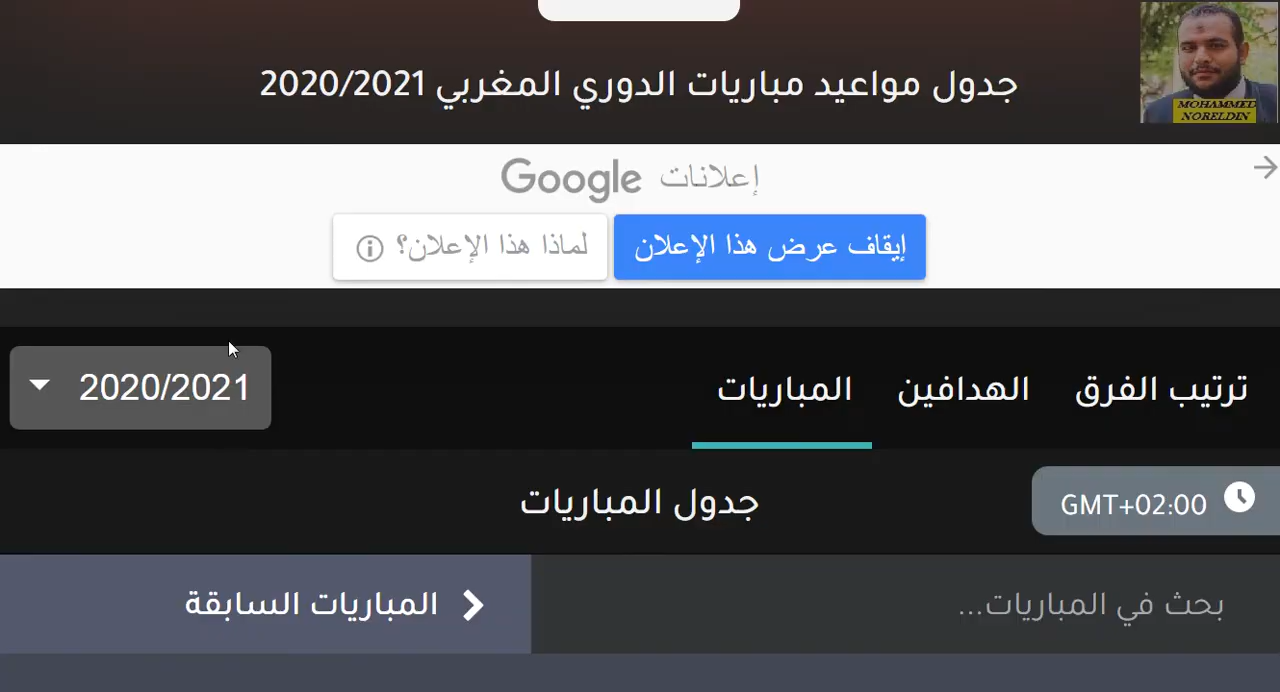 جدول مواعيد مباريات الدوري المغربي 2020/2021
MOHAMMED
NORELDIN
إعلانات Google
إيقاف عرض هذا الإعلان
لماذا هذا الإعلان؟
ترتيب الفرق
الهدافين
المباريات
2020/2021
GMT+02:00
جدول المباريات
بحث في المباريات...
المباريات السابقة